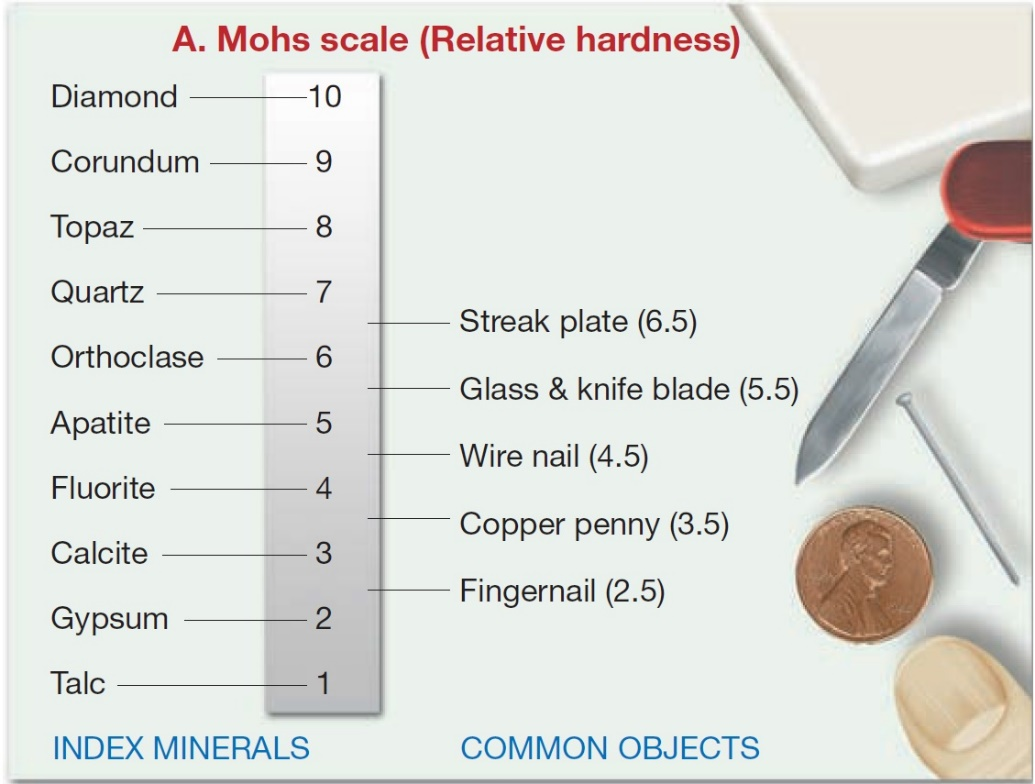 A. Mohs scale (Relative hardness)
Diamond 10
Corundum 9
Topaz 8
Quartz 7
Streak plate (6.5)
Orthoclase 6
Glass & knife blade (5.5)
Apatite 5
Wire nail (4.5)
Fluorite 4
Copper penny (3.5)
Calcite 3
Fingernail (2.5)
Gypsum 2
Talc 1
INDEX MINERALS
COMMON OBJECTS